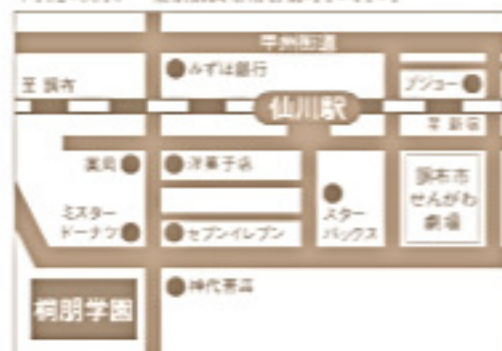 甲州街道
至 調布
みずほ銀行
プジョー
仙川駅
至 新宿
薬局
洋菓子店
調布市
せんがわ
劇場
ミスター
ドーナツ
セブンイレブン
スター
バックス
神代書店
桐朋学園